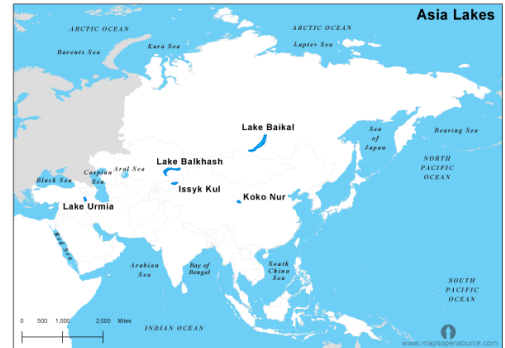 Asia Lakes
ARCTIC OCEAN
ARCTIC OCEAN
Barents Sea
Kara Sea
Laptev Sea
Lake Baikal
Sea
of
Japan
Bearing Sea
NORTH
PACIFIC
OCEAN
Lake Balkhash
Aral Sea
Caspian
Sea
Black Sea
Issyk Kul
Koko Nur
Lake Urmia
Red Sea
Arabian
Sea
Bay of
Bengal
South
China
Sea
SOUTH
PACIFIC
OCEAN
0 500 1,000 2,000 Miles
INDIAN OCEAN
www.mapsopensource.com